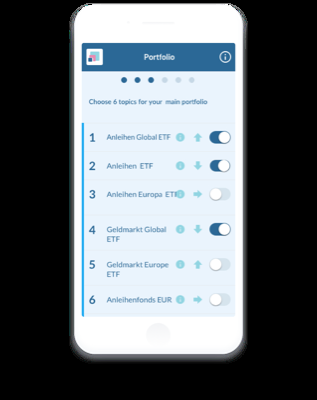 Portfolio
Choose 6 topics for your main portfolio
1 Anleihen Global ETF
2 Anleihen ETF
3 Anleihen Europa ETF
4 Geldmarkt Global
ETF
5 Geldmarkt Europe
ETF
6 Anleihenfonds EUR